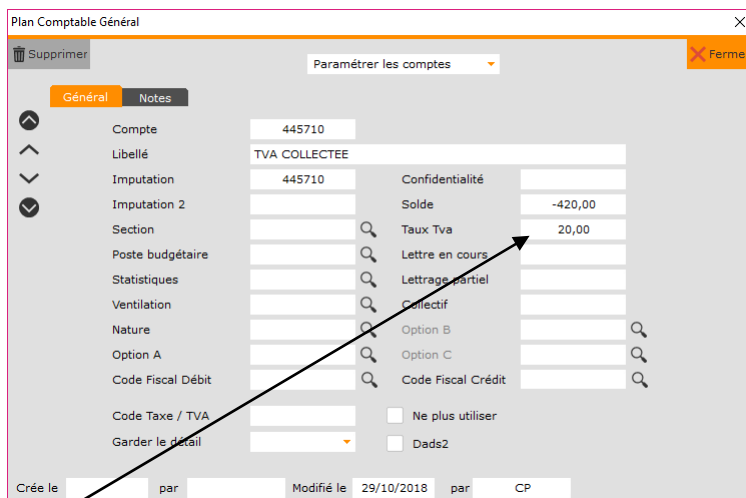 Plan Comptable Général
Supprimer
Paramétrer les comptes
Ferme
Général Notes
Compte 445710
Libellé TVA COLLECTEE
Imputation 445710 Confidentialité
Imputation 2 Solde -420,00
Section Taux Tva 20,00
Poste budgétaire Lettre en cours
Statistiques Lettrage partiel
Ventilation Collectif
Nature Option B
Option A Option C
Code Fiscal Débit Code Fiscal Crédit
Code Taxe / TVA Ne plus utiliser
Garder le détail Dads2
Crée le par Modifié le 29/10/2018 par CP